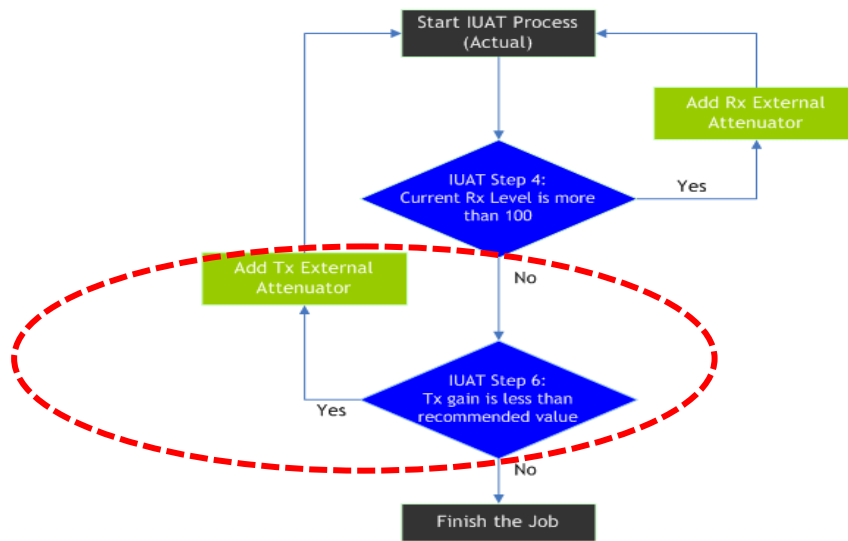 Start IUAT Process
(Actual)
Add Rx External
Attenuator
IUAT Step 4:
Current Rx Level is more
than 100
Yes
Add Tx External
Attenuator
No
IUAT Step 6:
Tx gain is less than
recommended value
Yes
No
Finish the Job